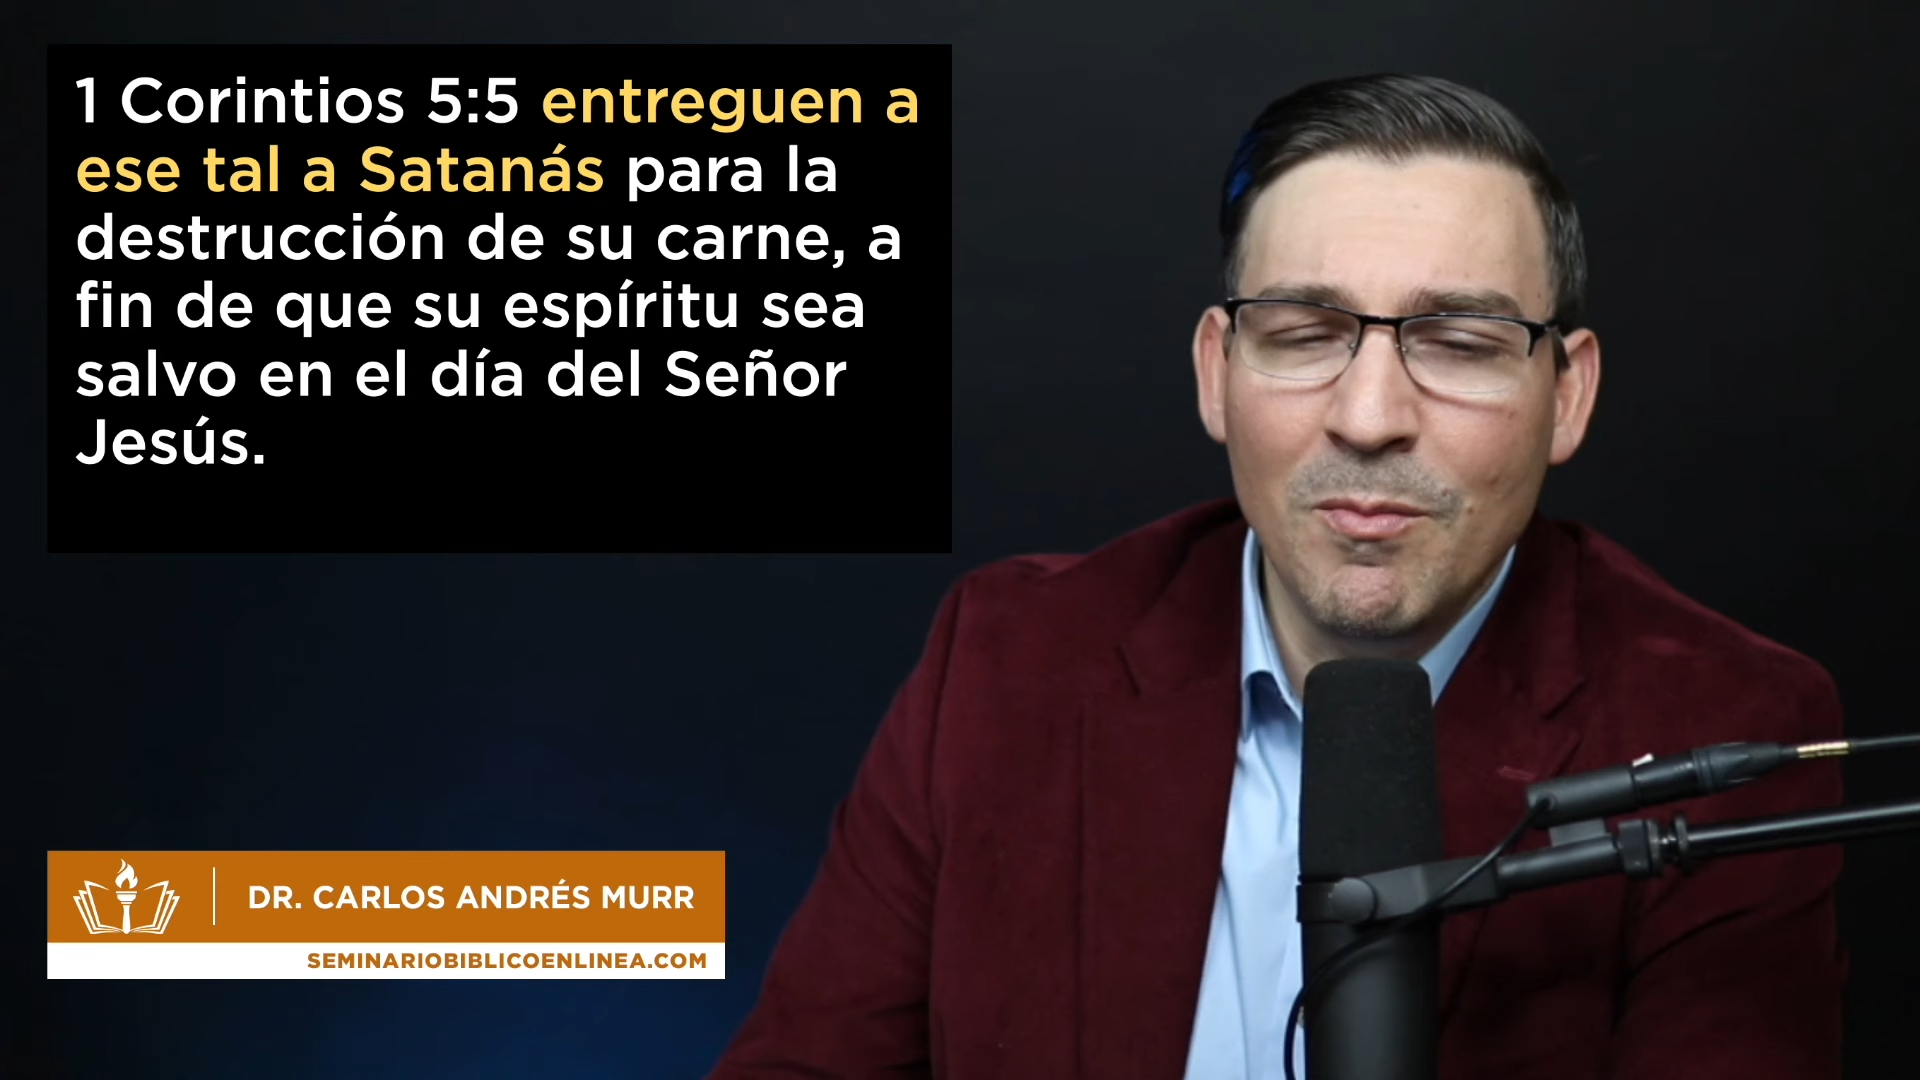 1 Corintios 5:5 entreguen a
ese tal a Satanás para la
destrucción de su carne, a
fin de que su espíritu sea
salvo en el día del Señor
Jesús.
DR. CARLOS ANDRÉS MURR
SEMINARIOBIBLICOENLINEA.COM